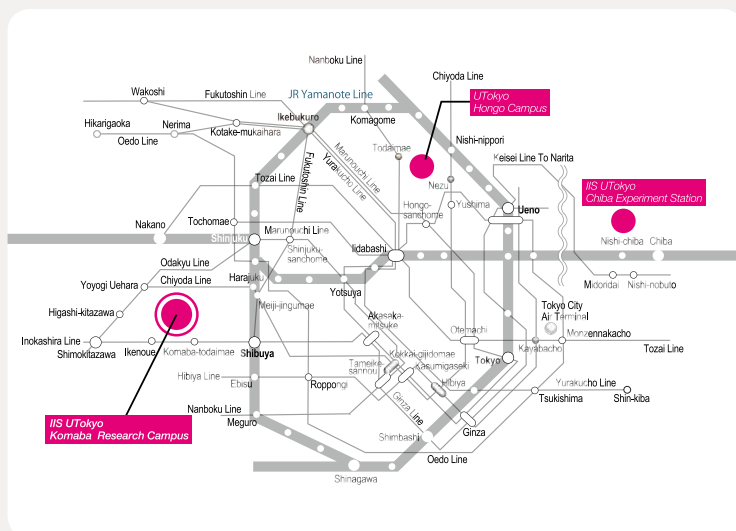 Nanboku Line
Chiyoda Line
Wakoshi
Fukutoshin Line
JR Yamanote Line
UTokyo
Hongo Campus
Ikebukuro
Komagome
Hikarigaoka
Nerima
Kotake-mukaihara
Oedo Line
Todaimae
Nishi-nippori
Marunouchi Line
Yurakucho Line
Fukutoshin Line
Keisei Line To Narita
Tozai Line
Nezu
IIS UTokyo
Chiba Experiment Station
Hongo-
sanshome
Yushima
Ueno
Nakano
Tochomae
Marunouchi Line
Shinjuku
Shinjuku-
sanchome
Iidabashi
Nishi-chiba
Chiba
Odakyu Line
Harajuku
Chiyoda Line
Yoyogi Uehara
Yotsuya
Midoridai
Nishi-nobuto
Meiji-jingumae
Tokyo City
Air Terminal
Higashi-kitazawa
Akasaka-
mitsuke
Otemachi
Monzennakacho
Inokashira Line
Shimokitazawa
Ikenoue
Komaba-todaimae
Shibuya
Kokkai-gijidomae
Kayabacho
Tozai Line
Tameike-
sannou
Kasumigaseki
Tokyo
Hibiya Line
Ebisu
Roppongi
Hibiya
Yurakucho Line
Tsukishima
Shin-kiba
Nanboku Line
Meguro
Ginza Line
IIS UTokyo
Komaba Research Campus
Shimbashi
Ginza
Oedo Line
Shinagawa